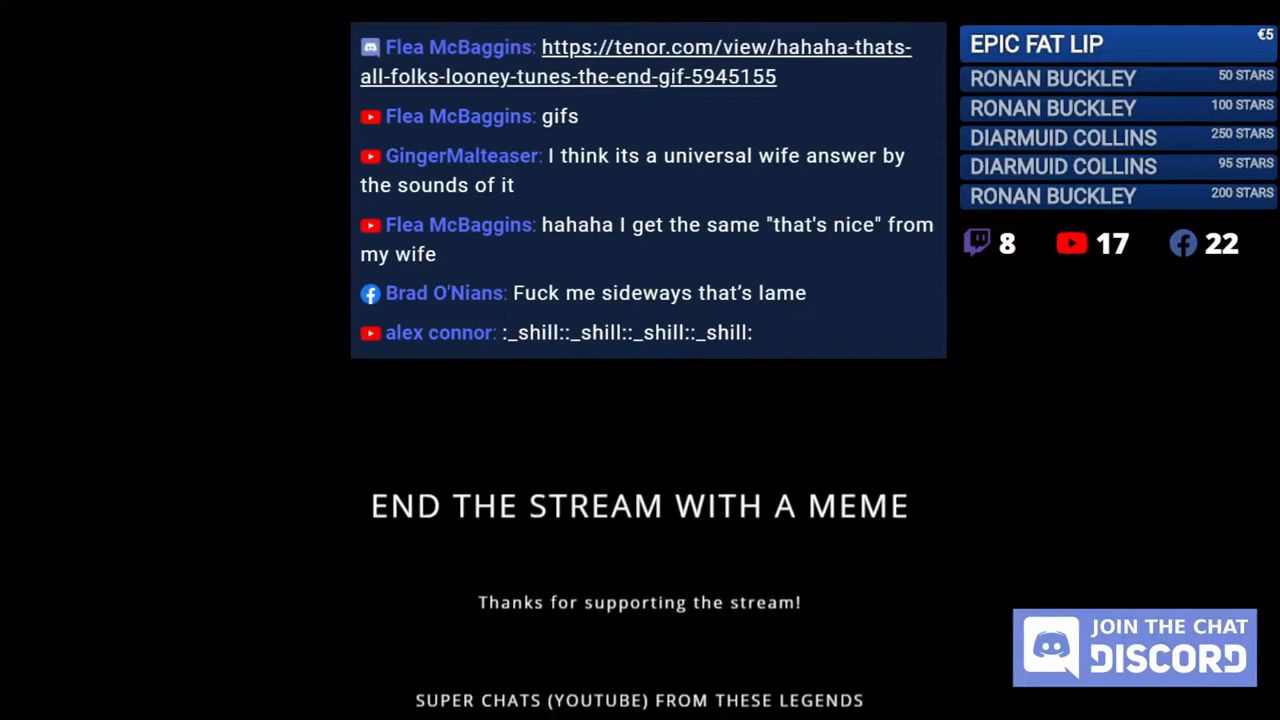 Flea McBaggins: https://tenor.com/view/hahaha-thats-
all-folks-looney-tunes-the-end-gif-5945155
Flea McBaggins: gifs
GingerMalteaser: I think its a universal wife answer by
the sounds of it
Flea McBaggins: hahaha I get the same "that's nice" from
my wife
Brad O'Nians: Fuck me sideways that’s lame
alex connor: :_shill::_shill::_shill::_shill:
EPIC FAT LIP €5
RONAN BUCKLEY 50 STARS
RONAN BUCKLEY 100 STARS
DIARMUID COLLINS 250 STARS
DIARMUID COLLINS 95 STARS
RONAN BUCKLEY 200 STARS
8 17 22
END THE STREAM WITH A MEME
Thanks for supporting the stream!
JOIN THE CHAT
DISCORD
SUPER CHATS (YOUTUBE) FROM THESE LEGENDS